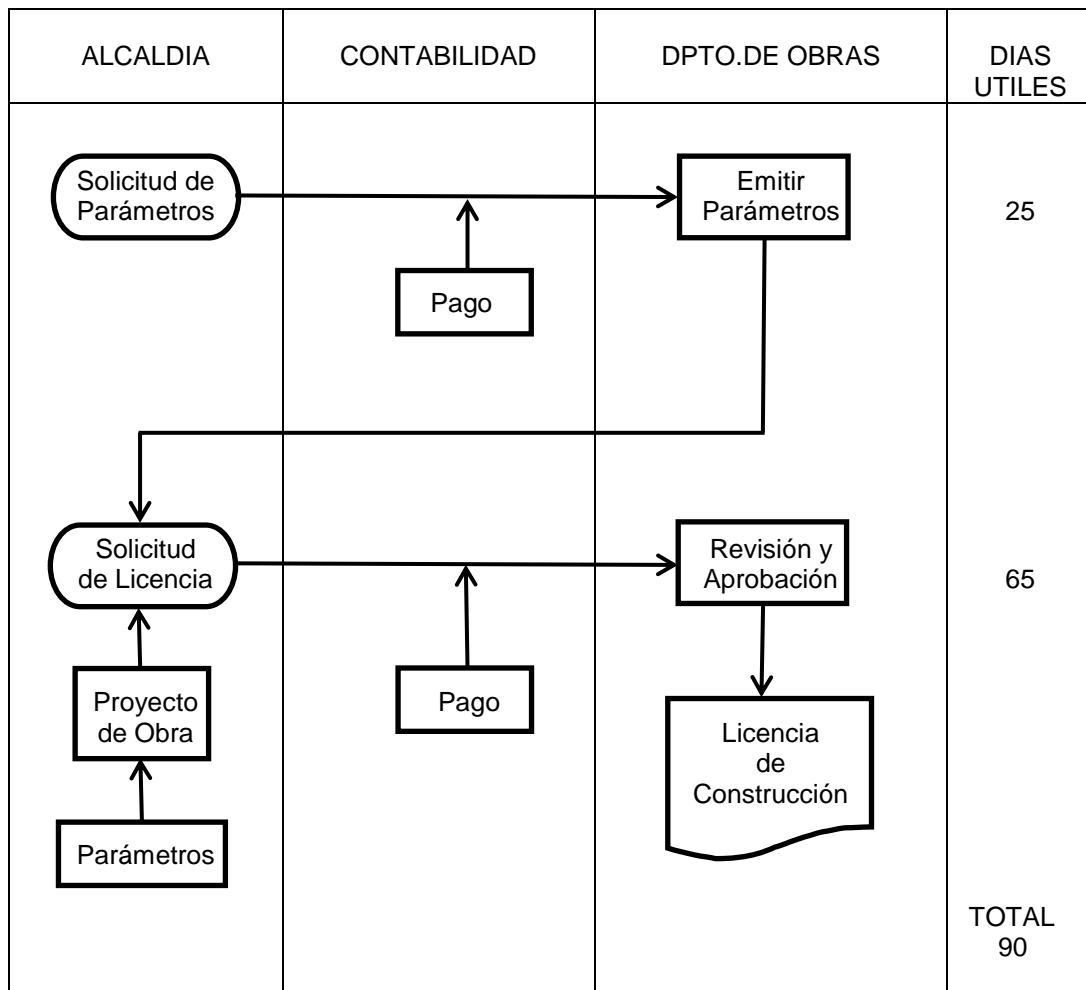 ALCALDIA
CONTABILIDAD
DPTO.DE OBRAS
DIAS
UTILES
Solicitud de
Parámetros
Emitir
Parámetros
25
Pago
Solicitud
de Licencia
Revisión y
Aprobación
65
Proyecto
de Obra
Pago
Licencia
de
Construcción
Parámetros
TOTAL
90